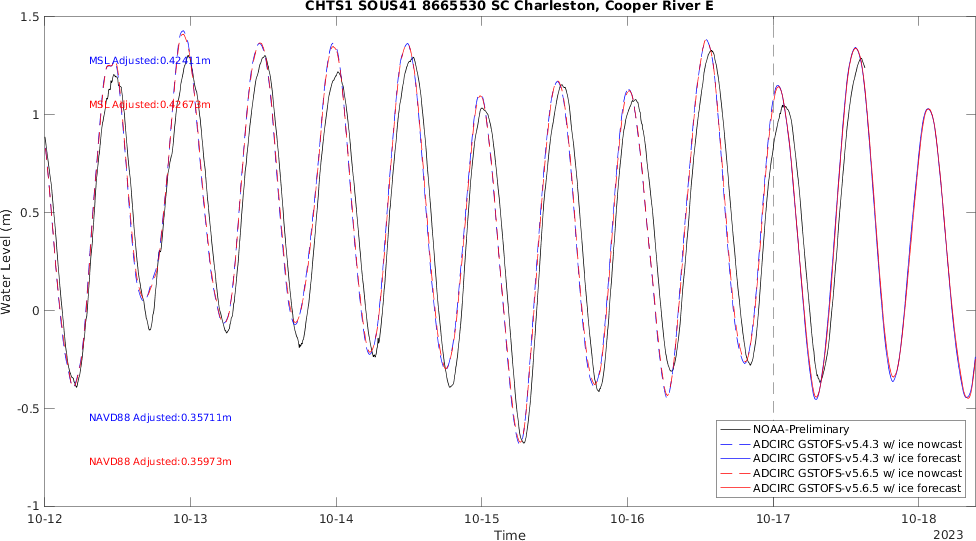 CHTS1 SOUS41 8665530 SC Charleston, Cooper River E
1.5
MSL Adjusted:0.42411m
MSL Adjusted:0.42673m
1
0.5
Water Level (m)
0
-0.5
NAVD88 Adjusted:0.35711m
NAVD88 Adjusted:0.35973m
NOAA-Preliminary
ADCIRC GSTOFS-v5.4.3 w/ ice nowcast
ADCIRC GSTOFS-v5.4.3 w/ ice forecast
ADCIRC GSTOFS-v5.6.5 w/ ice nowcast
ADCIRC GSTOFS-v5.6.5 w/ ice forecast
-1
10-12 10-13 10-14 10-15 10-16 10-17 10-18
Time
2023